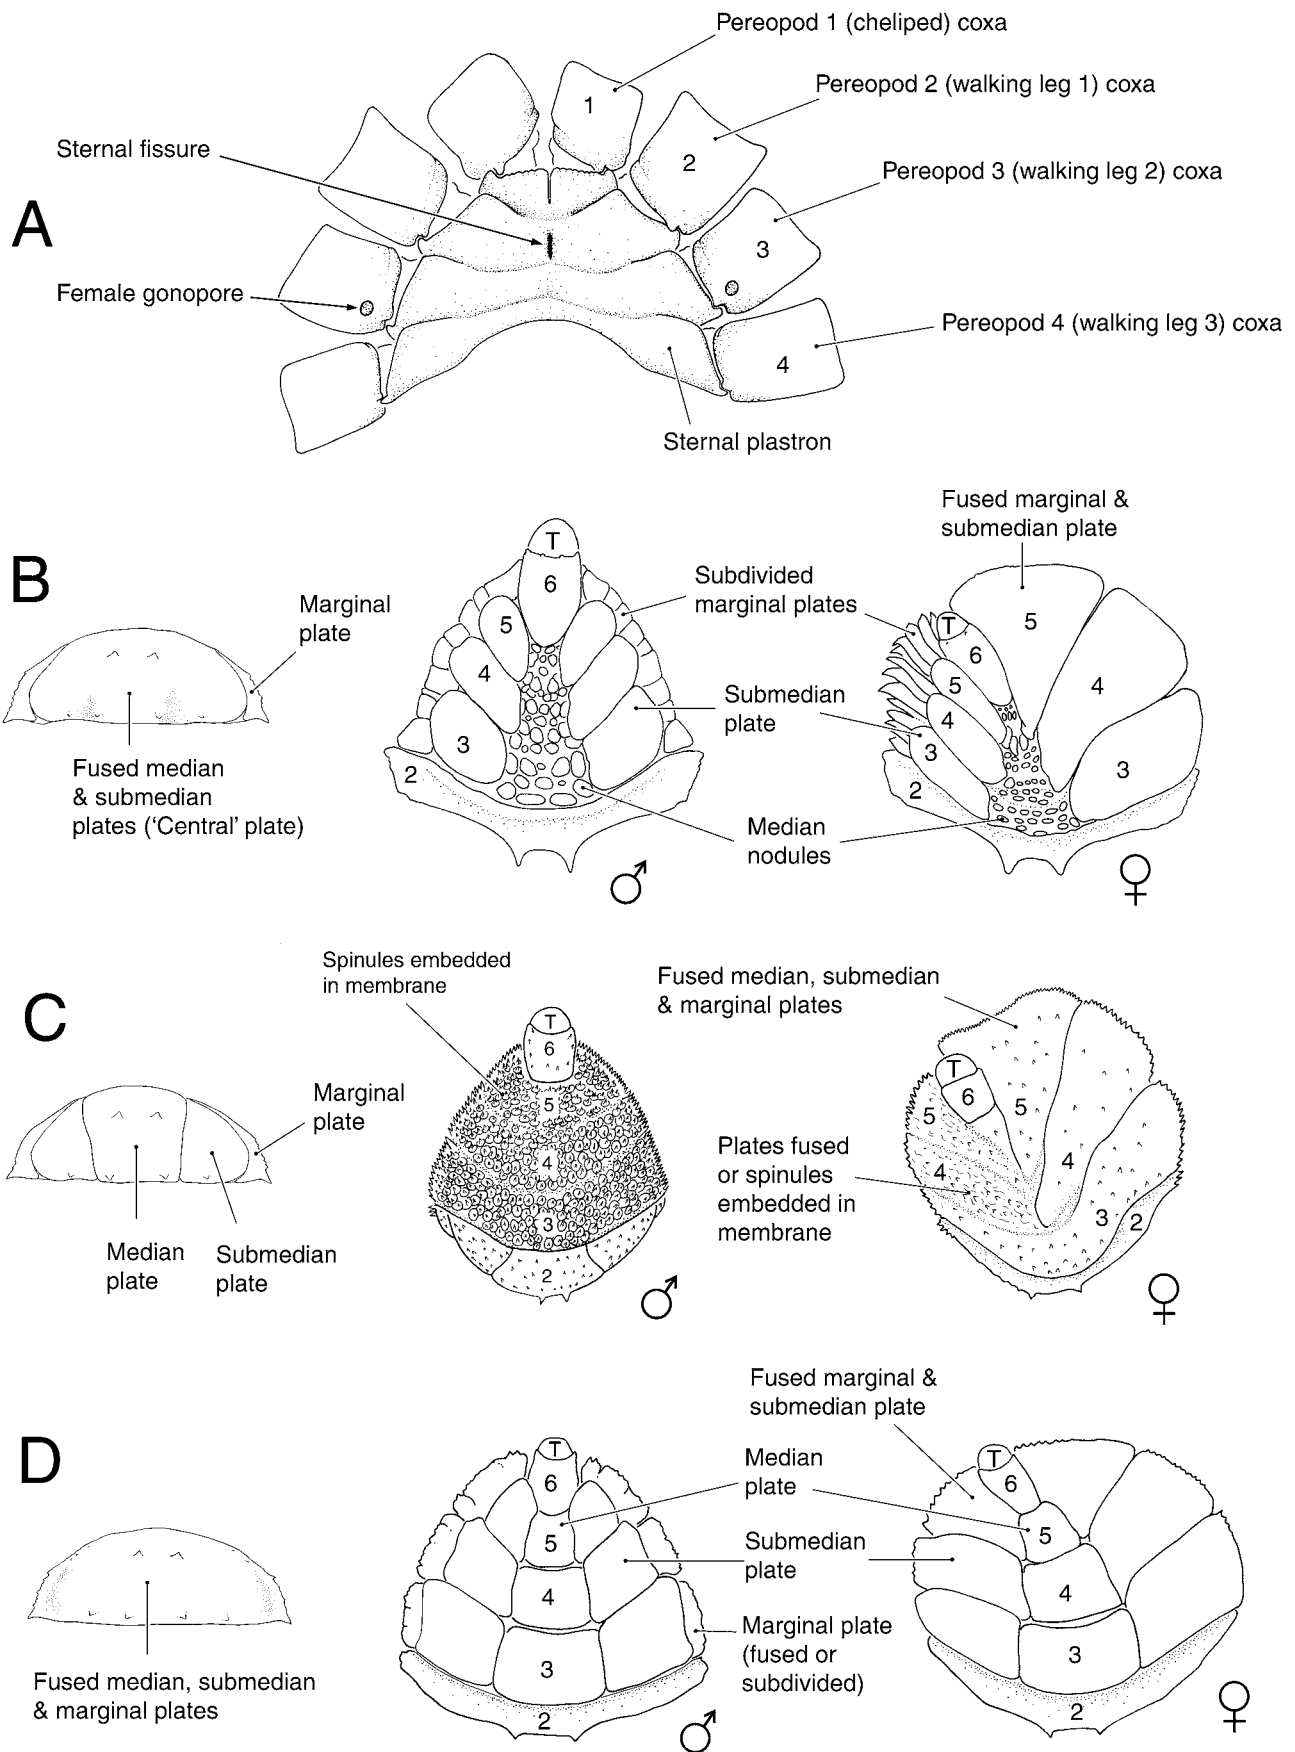 Pereopod 1 (cheliped) coxa
Pereopod 2 (walking leg 1) coxa
Sternal fissure
Pereopod 3 (walking leg 2) coxa
A
1
2
3
Female gonopore
Pereopod 4 (walking leg 3) coxa
4
Sternal plastron
B
Marginal
plate
Fused median
& submedian
plates (‘Central’ plate)
T
6
5
4
3
2
♂
Subdivided
marginal plates
Submedian
plate
Median
nodules
Fused marginal &
submedian plate
T
6
5
4
3
2
5
4
3
♀
C
Marginal
plate
Median
plate
Submedian
plate
Spinules embedded
in membrane
T
6
5
4
3
2
♂
Fused median, submedian
& marginal plates
Plates fused
or spinules
embedded in
membrane
T
6
5
5
4
4
3
2
♀
D
Fused median, submedian
& marginal plates
T
6
5
4
3
2
♂
Fused marginal &
submedian plate
Median
plate
Submedian
plate
Marginal plate
(fused or
subdivided)
T
6
5
4
3
2
♀